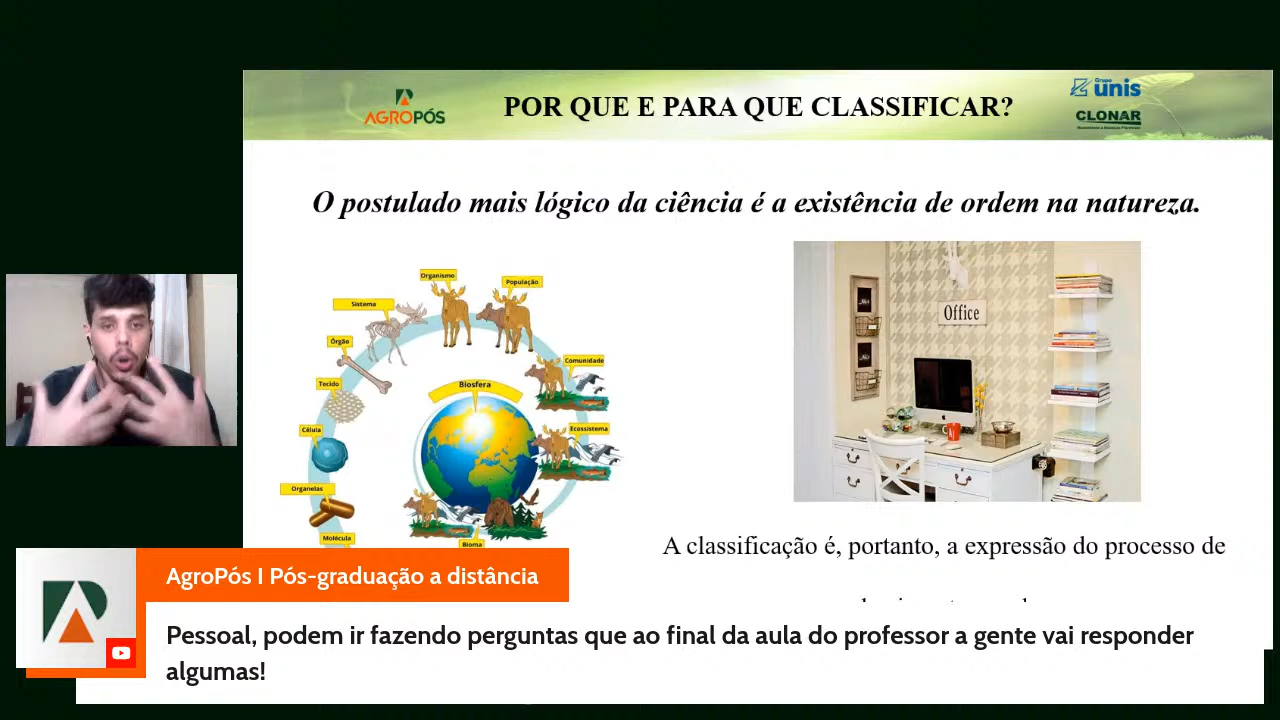 AGROPÓS
POR QUE E PARA QUE CLASSIFICAR?
Grupo
unis
CLONAR
O postulado mais lógico da ciência é a existência de ordem na natureza.
Organismo
População
Sistema
Órgão
Comunidade
Tecido
Biosfera
Célula
Ecossistema
Organelas
Molécula
Bioma
Office
A classificação é, portanto, a expressão do processo de
AgroPós I Pós-graduação a distância
Pessoal, podem ir fazendo perguntas que ao final da aula do professor a gente vai responder
algumas!